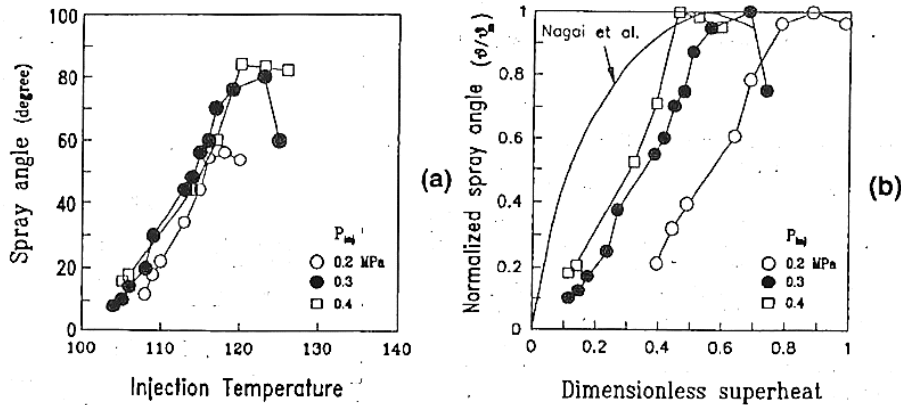 Spray angle (degree)
100
80
60
40
20
0
100 110 120 130 140
Injection Temperature
P_inj
0.2 MPa
0.3
0.4
(a)
Normalized spray angle (ϑ/ϑm)
1
0.8
0.6
0.4
0.2
0
0 0.2 0.4 0.6 0.8 1
Dimensionless superheat
Nagai et al.
P_inj
0.2 MPa
0.3
0.4
(b)